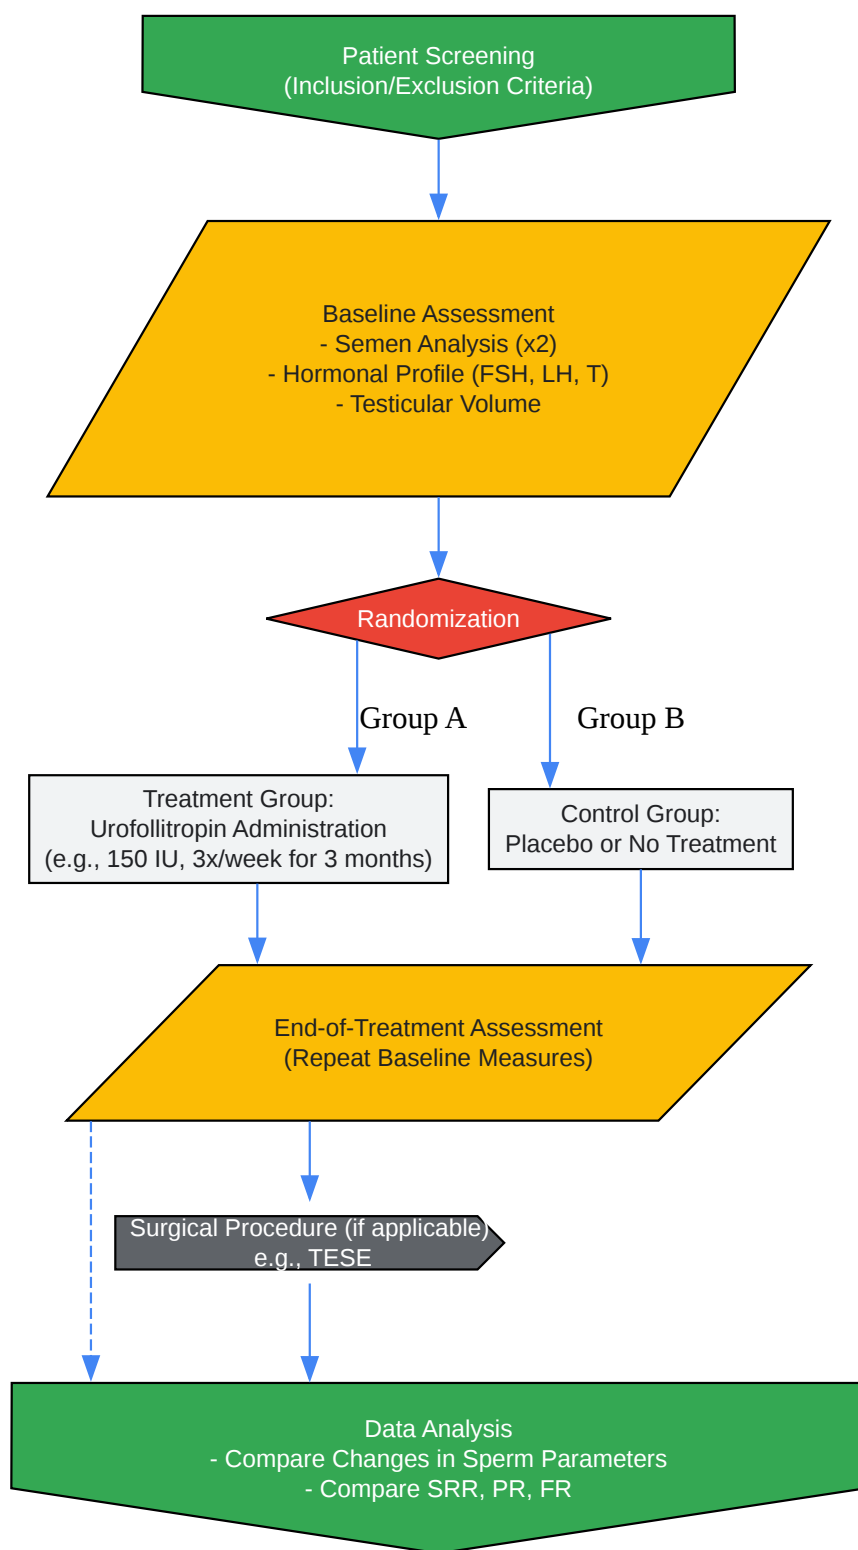 Patient Screening
(Inclusion/Exclusion Criteria)
Baseline Assessment
- Semen Analysis (x2)
- Hormonal Profile (FSH, LH, T)
- Testicular Volume
Randomization
Group A
Group B
Treatment Group:
Urofollitropin Administration
(e.g., 150 IU, 3x/week for 3 months)
Control Group:
Placebo or No Treatment
End-of-Treatment Assessment
(Repeat Baseline Measures)
Surgical Procedure (if applicable)
e.g., TESE
Data Analysis
- Compare Changes in Sperm Parameters
- Compare SRR, PR, FR